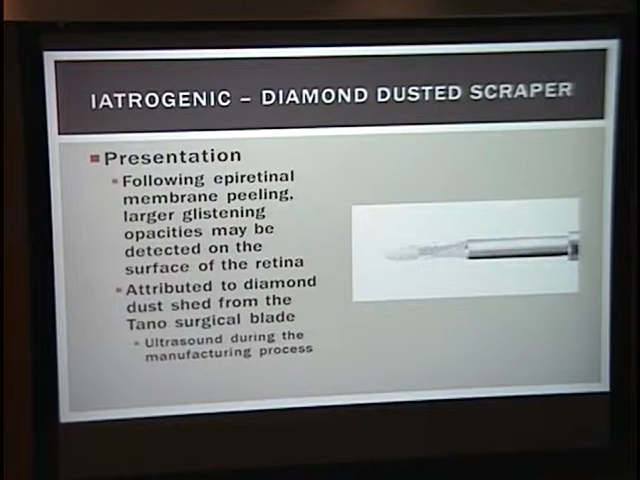 IATROGENIC – DIAMOND DUSTED SCRAPER
Presentation
Following epiretinal
membrane peeling,
larger glistening
opacities may be
detected on the
surface of the retina
Attributed to diamond
dust shed from the
Tano surgical blade
Ultrasound during the
manufacturing process